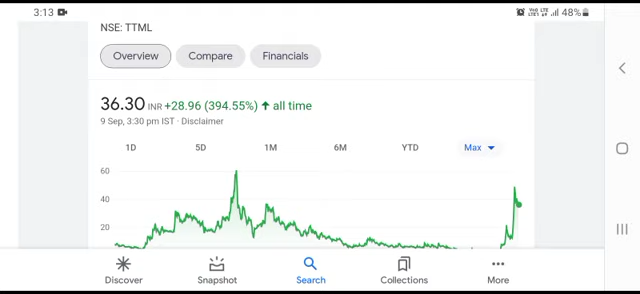 3:13 48%
NSE: TTML
Overview Compare Financials
36.30 INR +28.96 (394.55%) all time
9 Sep, 3:30 pm IST · Disclaimer
1D 5D 1M 6M YTD Max
60
40
20
Discover Snapshot Search Collections More